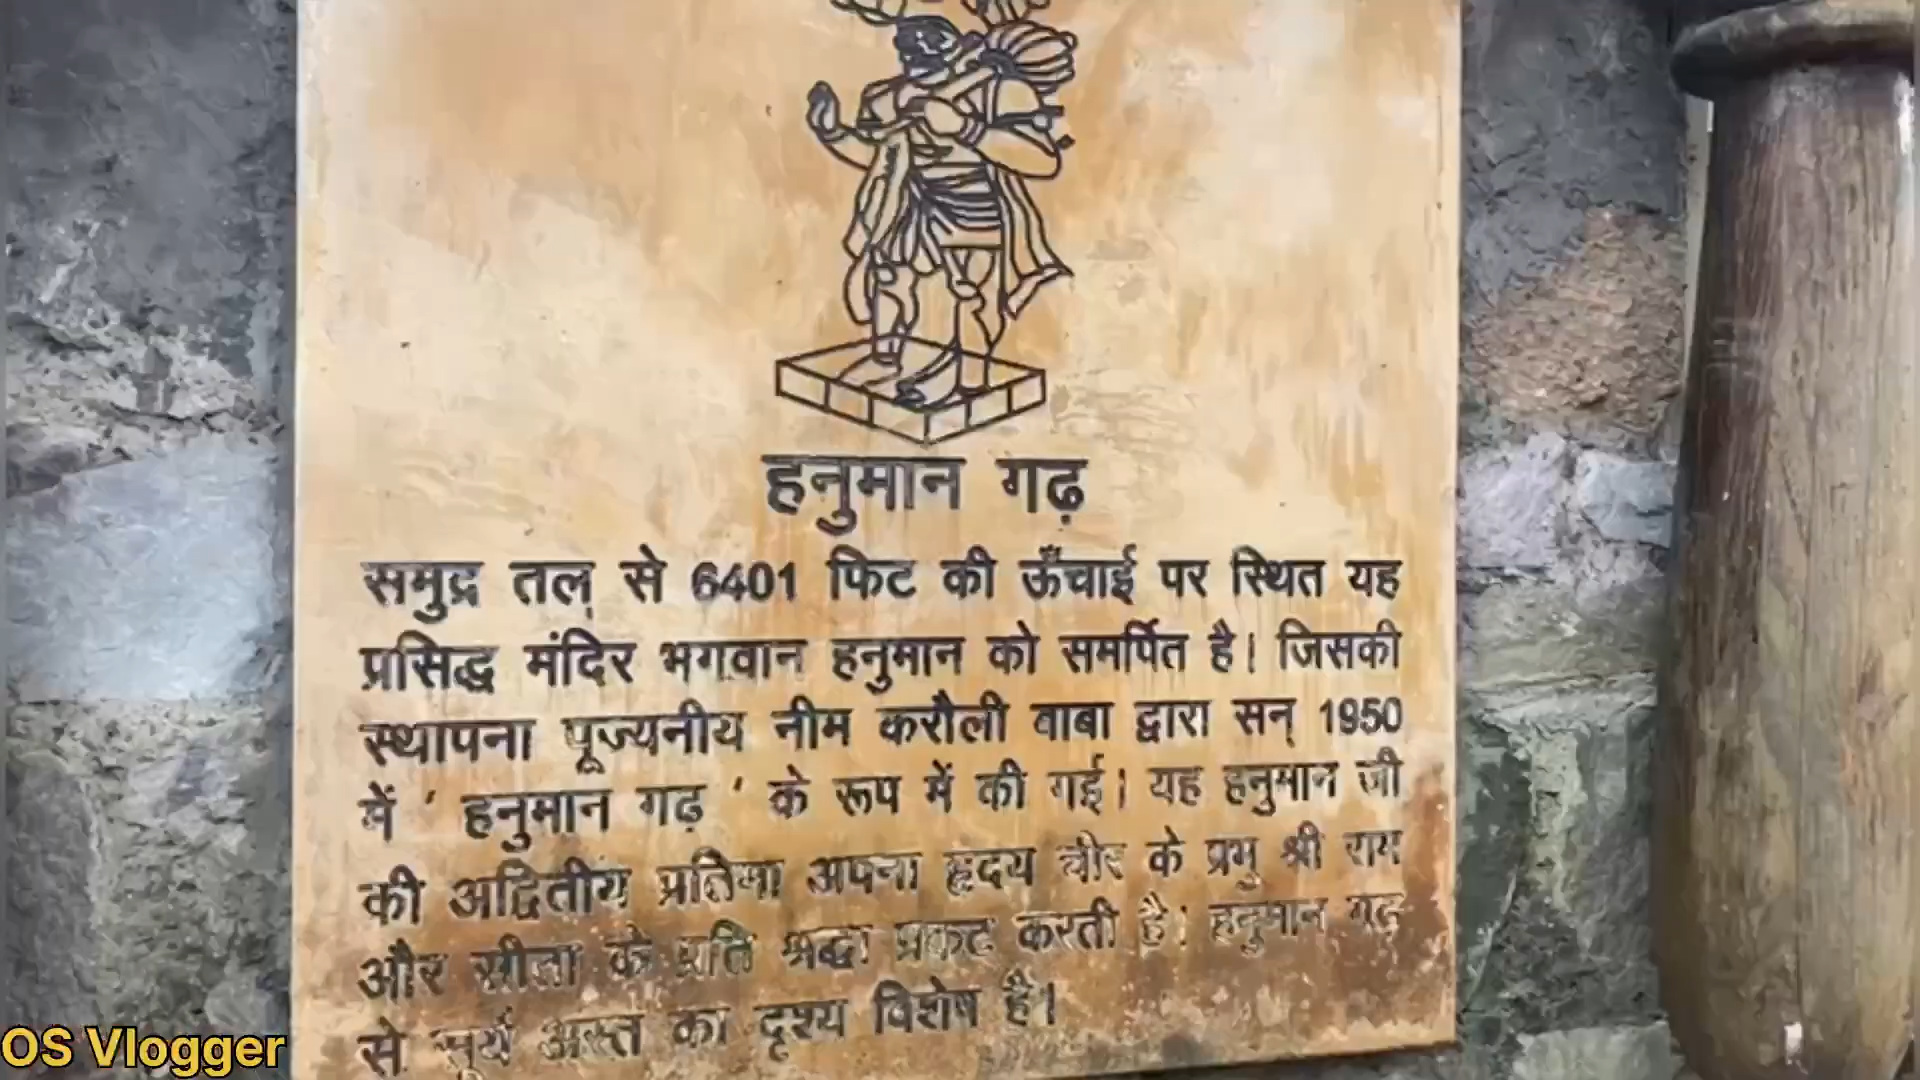 हनुमान गढ़
समुद्र तल से 6401 फिट की ऊँचाई पर स्थित यह
प्रसिद्ध मंदिर भगवान हनुमान को समर्पित है। जिसकी
स्थापना पूज्यनीय नीम करौली वाबा द्वारा सन् 1950
में ' हनुमान गढ़ ' के रूप में की गई। यह हनुमान जी
की अद्वितीय प्रतिमा अपना हृदय चीर के प्रभु श्री राम
और सीता के प्रति श्रद्धा प्रकट करती है। हनुमान गढ़
से सूर्य अस्त का दृश्य विशेष है।
OS Vlogger